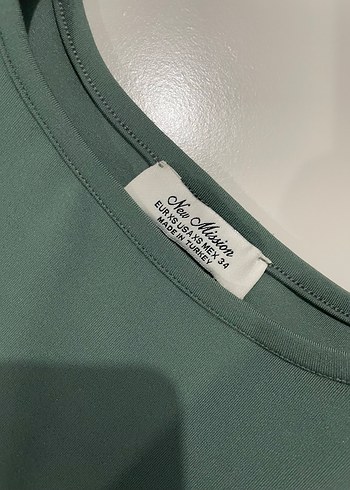 New Mission
EUR XS USA XS MEX 34
MADE IN TURKEY